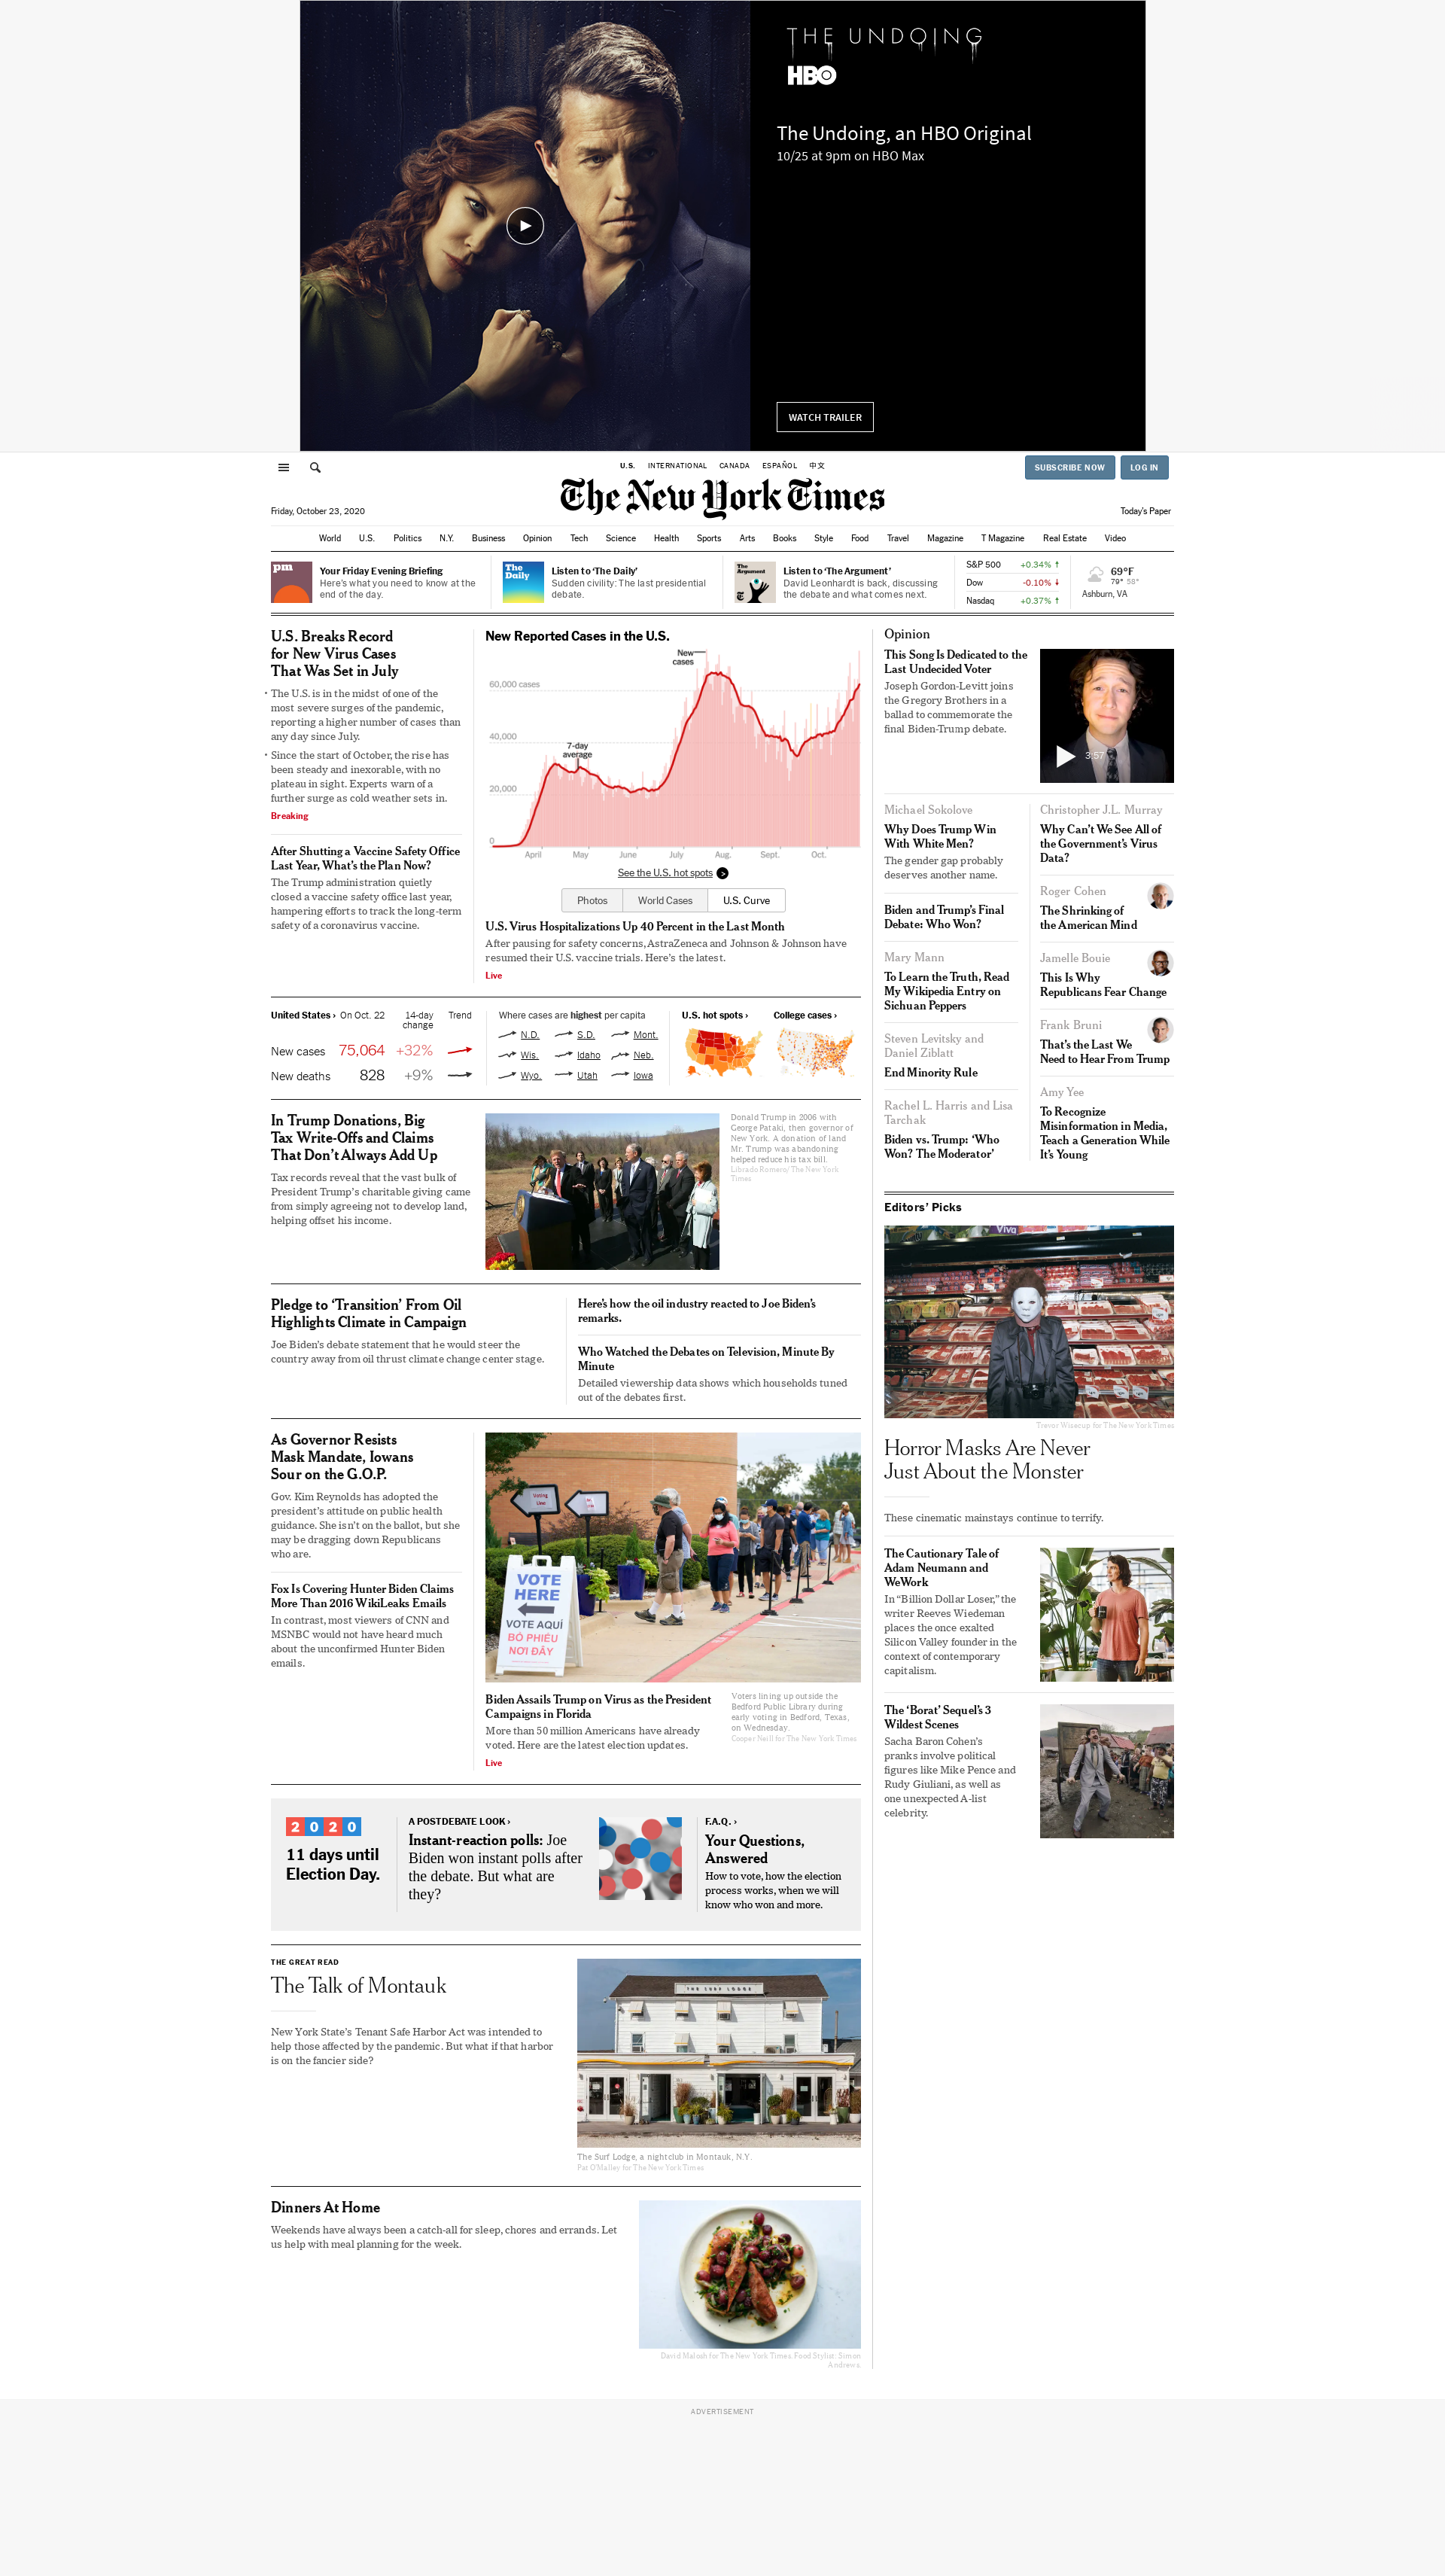 THE UNDOING
HBO
The Undoing, an HBO Original
10/25 at 9pm on HBO Max
WATCH TRAILER
U.S. INTERNATIONAL CANADA ESPAÑOL 中文
SUBSCRIBE NOW LOG IN
The New York Times
Friday, October 23, 2020
Today's Paper
World U.S. Politics N.Y. Business Opinion Tech Science Health Sports Arts Books Style Food Travel Magazine T Magazine Real Estate Video
pm
Your Friday Evening Briefing
Here's what you need to know at the
end of the day.
The
Daily
Listen to 'The Daily'
Sudden civility: The last presidential
debate.
The
Argument
Listen to 'The Argument'
David Leonhardt is back, discussing
the debate and what comes next.
S&P 500 +0.34%
Dow -0.10%
Nasdaq +0.37%
69°F
79° 58°
Ashburn, VA
U.S. Breaks Record
for New Virus Cases
That Was Set in July
• The U.S. is in the midst of one of the
most severe surges of the pandemic,
reporting a higher number of cases than
any day since July.
• Since the start of October, the rise has
been steady and inexorable, with no
plateau in sight. Experts warn of a
further surge as cold weather sets in.
Breaking
After Shutting a Vaccine Safety Office
Last Year, What's the Plan Now?
The Trump administration quietly
closed a vaccine safety office last year,
hampering efforts to track the long-term
safety of a coronavirus vaccine.
New Reported Cases in the U.S.
New
cases
60,000 cases
40,000
7-day
average
20,000
0
April May June July Aug. Sept. Oct.
See the U.S. hot spots
Photos World Cases U.S. Curve
U.S. Virus Hospitalizations Up 40 Percent in the Last Month
After pausing for safety concerns, AstraZeneca and Johnson & Johnson have
resumed their U.S. vaccine trials. Here's the latest.
Live
United States › On Oct. 22 14-day
change Trend
New cases 75,064 +32%
New deaths 828 +9%
Where cases are highest per capita
N.D. S.D. Mont.
Wis. Idaho Neb.
Wyo. Utah Iowa
U.S. hot spots › College cases ›
In Trump Donations, Big
Tax Write-Offs and Claims
That Don't Always Add Up
Tax records reveal that the vast bulk of
President Trump's charitable giving came
from simply agreeing not to develop land,
helping offset his income.
Donald Trump in 2006 with
George Pataki, then governor of
New York. A donation of land
Mr. Trump was abandoning
helped reduce his tax bill.
Librado Romero/The New York
Times
Pledge to 'Transition' From Oil
Highlights Climate in Campaign
Joe Biden's debate statement that he would steer the
country away from oil thrust climate change center stage.
Here's how the oil industry reacted to Joe Biden's
remarks.
Who Watched the Debates on Television, Minute By
Minute
Detailed viewership data shows which households tuned
out of the debates first.
As Governor Resists
Mask Mandate, Iowans
Sour on the G.O.P.
Gov. Kim Reynolds has adopted the
president's attitude on public health
guidance. She isn't on the ballot, but she
may be dragging down Republicans
who are.
Fox Is Covering Hunter Biden Claims
More Than 2016 WikiLeaks Emails
In contrast, most viewers of CNN and
MSNBC would not have heard much
about the unconfirmed Hunter Biden
emails.
Voting
Line
Voting
Line
VOTE
HERE
VOTE AQUÍ
BỎ PHIẾU
NƠI ĐÂY
Biden Assails Trump on Virus as the President
Campaigns in Florida
More than 50 million Americans have already
voted. Here are the latest election updates.
Live
Voters lining up outside the
Bedford Public Library during
early voting in Bedford, Texas,
on Wednesday.
Cooper Neill for The New York Times
2020
11 days until
Election Day.
A POSTDEBATE LOOK ›
Instant-reaction polls: Joe
Biden won instant polls after
the debate. But what are
they?
F.A.Q. ›
Your Questions,
Answered
How to vote, how the election
process works, when we will
know who won and more.
THE GREAT READ
The Talk of Montauk
New York State's Tenant Safe Harbor Act was intended to
help those affected by the pandemic. But what if that harbor
is on the fancier side?
THE SURF LODGE
The Surf Lodge, a nightclub in Montauk, N.Y.
Pat O'Malley for The New York Times
Dinners At Home
Weekends have always been a catch-all for sleep, chores and errands. Let
us help with meal planning for the week.
David Malosh for The New York Times. Food Stylist: Simon
Andrews.
Opinion
This Song Is Dedicated to the
Last Undecided Voter
Joseph Gordon-Levitt joins
the Gregory Brothers in a
ballad to commemorate the
final Biden-Trump debate.
3:57
Michael Sokolove
Why Does Trump Win
With White Men?
The gender gap probably
deserves another name.
Biden and Trump's Final
Debate: Who Won?
Mary Mann
To Learn the Truth, Read
My Wikipedia Entry on
Sichuan Peppers
Steven Levitsky and
Daniel Ziblatt
End Minority Rule
Rachel L. Harris and Lisa
Tarchak
Biden vs. Trump: 'Who
Won? The Moderator'
Christopher J.L. Murray
Why Can't We See All of
the Government's Virus
Data?
Roger Cohen
The Shrinking of
the American Mind
Jamelle Bouie
This Is Why
Republicans Fear Change
Frank Bruni
That's the Last We
Need to Hear From Trump
Amy Yee
To Recognize
Misinformation in Media,
Teach a Generation While
It's Young
Editors' Picks
Viva
Trevor Wisecup for The New York Times
Horror Masks Are Never
Just About the Monster
These cinematic mainstays continue to terrify.
The Cautionary Tale of
Adam Neumann and
WeWork
In "Billion Dollar Loser," the
writer Reeves Wiedeman
places the once exalted
Silicon Valley founder in the
context of contemporary
capitalism.
The 'Borat' Sequel's 3
Wildest Scenes
Sacha Baron Cohen's
pranks involve political
figures like Mike Pence and
Rudy Giuliani, as well as
one unexpected A-list
celebrity.
ADVERTISEMENT